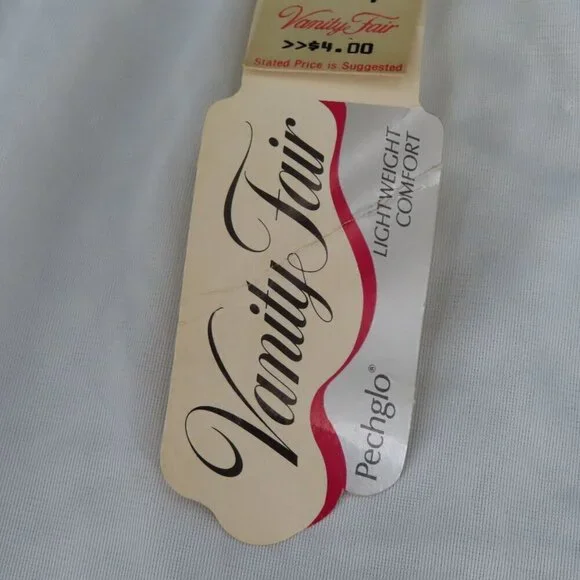 Vanity Fair
>>$4.00
Stated Price is Suggested
Vanity Fair
LIGHTWEIGHT
COMFORT
Pechglo®